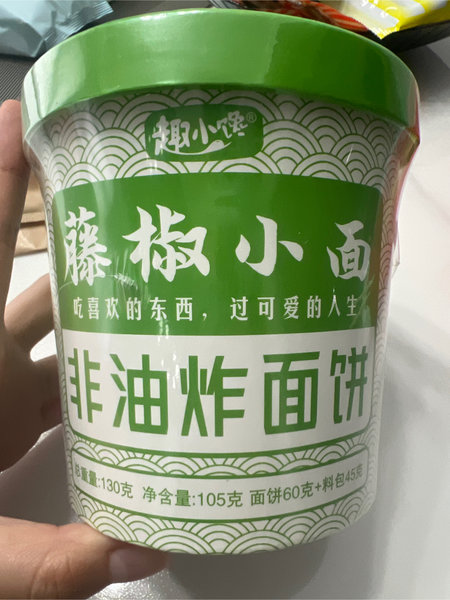 趣小馋®
藤椒小面
吃喜欢的东西，过可爱的人生
非油炸面饼
总重量:130克 净含量:105克 面饼60克+料包45克